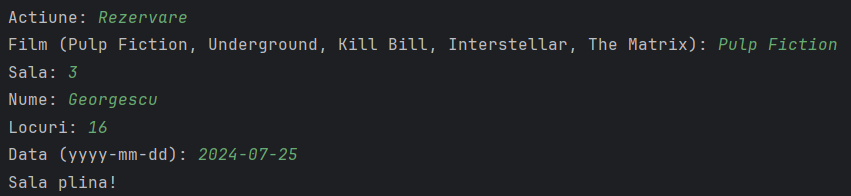 Actiune: Rezervare
Film (Pulp Fiction, Underground, Kill Bill, Interstellar, The Matrix): Pulp Fiction
Sala: 3
Nume: Georgescu
Locuri: 16
Data (yyyy-mm-dd): 2024-07-25
Sala plina!